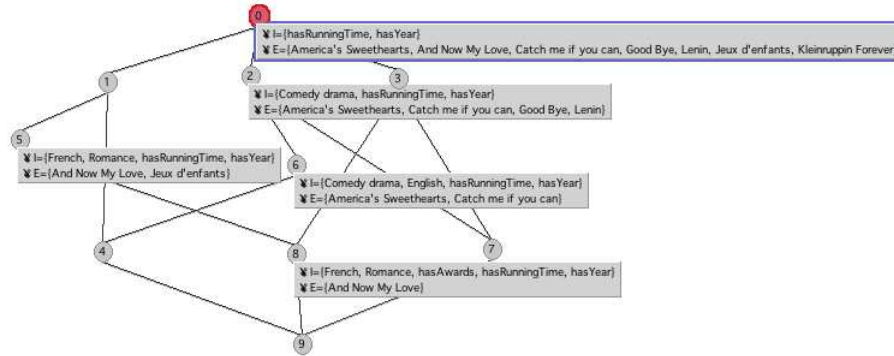 0
I={hasRunningTime, hasYear}
E={America's Sweethearts, And Now My Love, Catch me if you can, Good Bye, Lenin, Jeux d'enfants, Kleinruppin Forever
1
2
3
I={Comedy drama, hasRunningTime, hasYear}
E={America's Sweethearts, Catch me if you can, Good Bye, Lenin}
5
I={French, Romance, hasRunningTime, hasYear}
E={And Now My Love, Jeux d'enfants}
6
I={Comedy drama, English, hasRunningTime, hasYear}
E={America's Sweethearts, Catch me if you can}
4
8
7
I={French, Romance, hasAwards, hasRunningTime, hasYear}
E={And Now My Love}
9